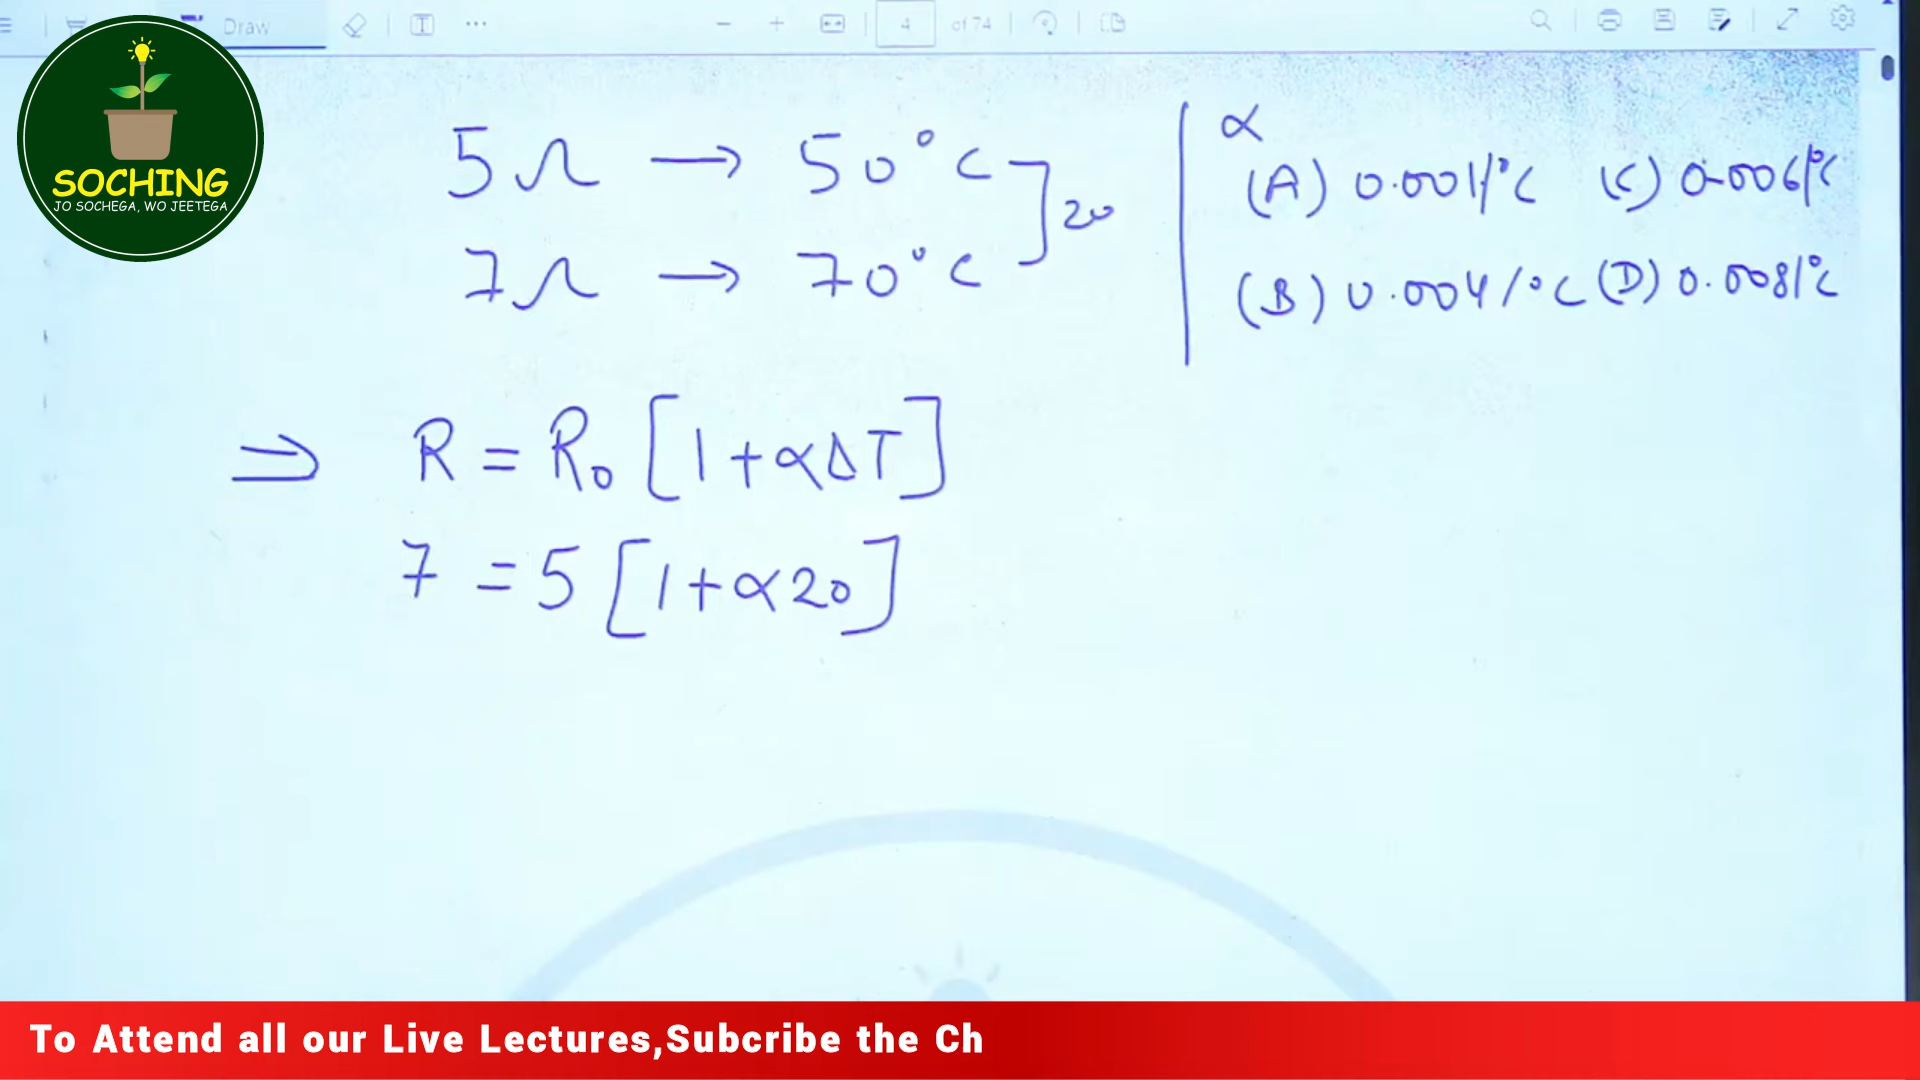 Draw
4 of 74
SOCHING
JO SOCHEGA, WO JEETEGA
5Ω → 50°C
7Ω → 70°C
20
α
(A) 0.001/°C (C) 0.006/°C
(B) 0.004/°C (D) 0.008/°C
⇒ R = R₀ [1 + αΔT]
7 = 5 [1 + α20]
To Attend all our Live Lectures,Subcribe the Ch